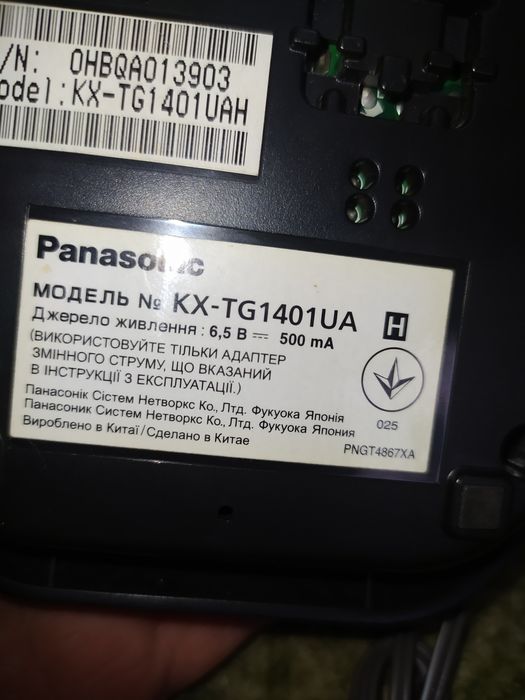 /N: 0HBQA013903
odel:KX-TG1401UAH
Panasonic
МОДЕЛЬ № KX-TG1401UA H
Джерело живлення : 6,5 В ⎓ 500 mA
(ВИКОРИСТОВУЙТЕ ТІЛЬКИ АДАПТЕР
ЗМІННОГО СТРУМУ, ЩО ВКАЗАНИЙ
В ІНСТРУКЦІЇ З ЕКСПЛУАТАЦІЇ.)
Панасонік Сістем Нетворкс Ко., Лтд. Фукуока Японія
Панасоник Систем Нетворкс Ко., Лтд. Фукуока Япония
Вироблено в Китаї/Сделано в Китае
025
PNGT4867XA